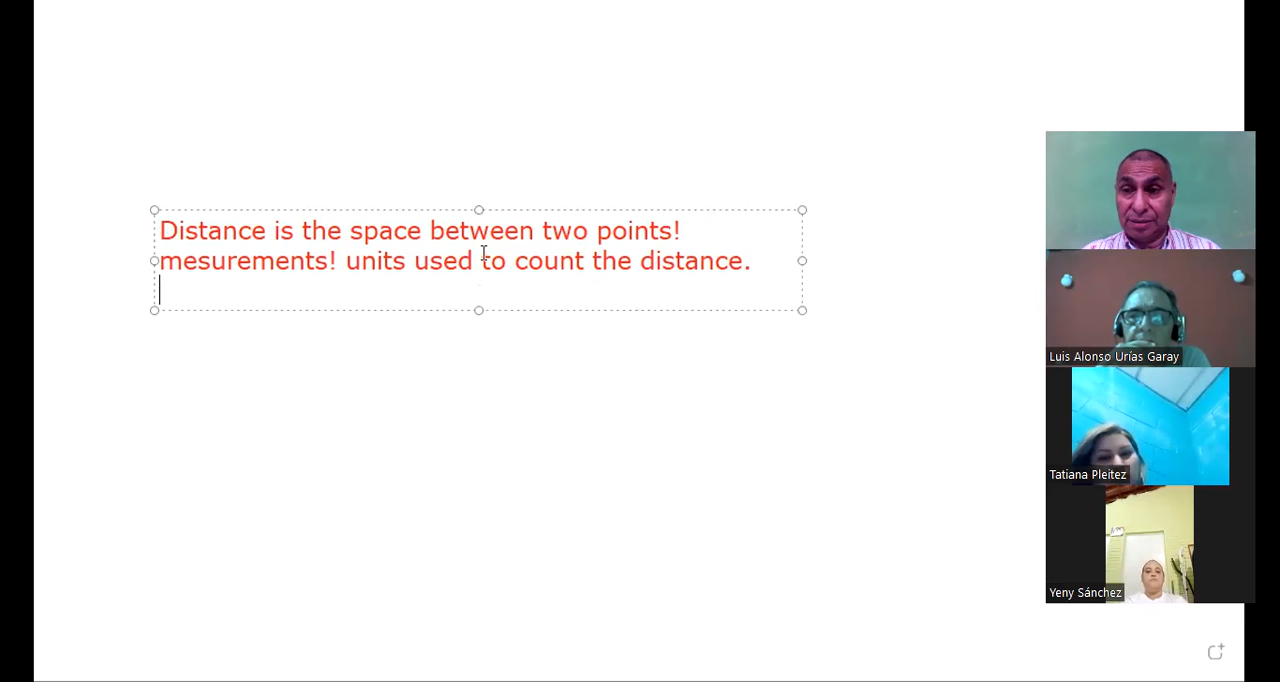 Distance is the space between two points!
mesurements! units used to count the distance.
Luis Alonso Urías Garay
Tatiana Pleitez
Yeny Sánchez